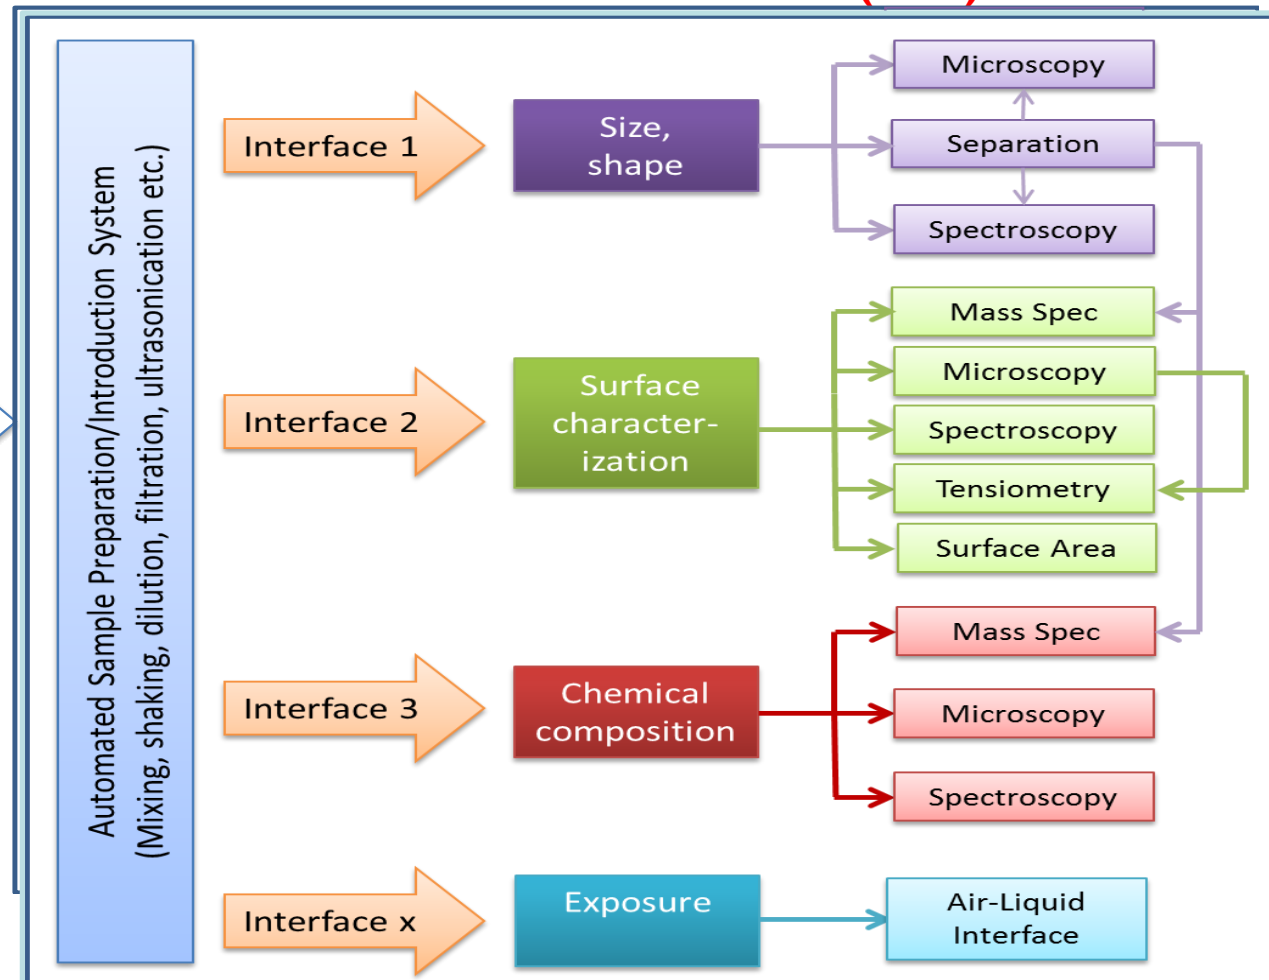 Automated Sample Preparation/Introduction System
(Mixing, shaking, dilution, filtration, ultrasonication etc.)
Interface 1
Size,
shape
Microscopy
Separation
Spectroscopy
Interface 2
Surface
character-
ization
Mass Spec
Microscopy
Spectroscopy
Tensiometry
Surface Area
Interface 3
Chemical
composition
Mass Spec
Microscopy
Spectroscopy
Interface x
Exposure
Air-Liquid
Interface